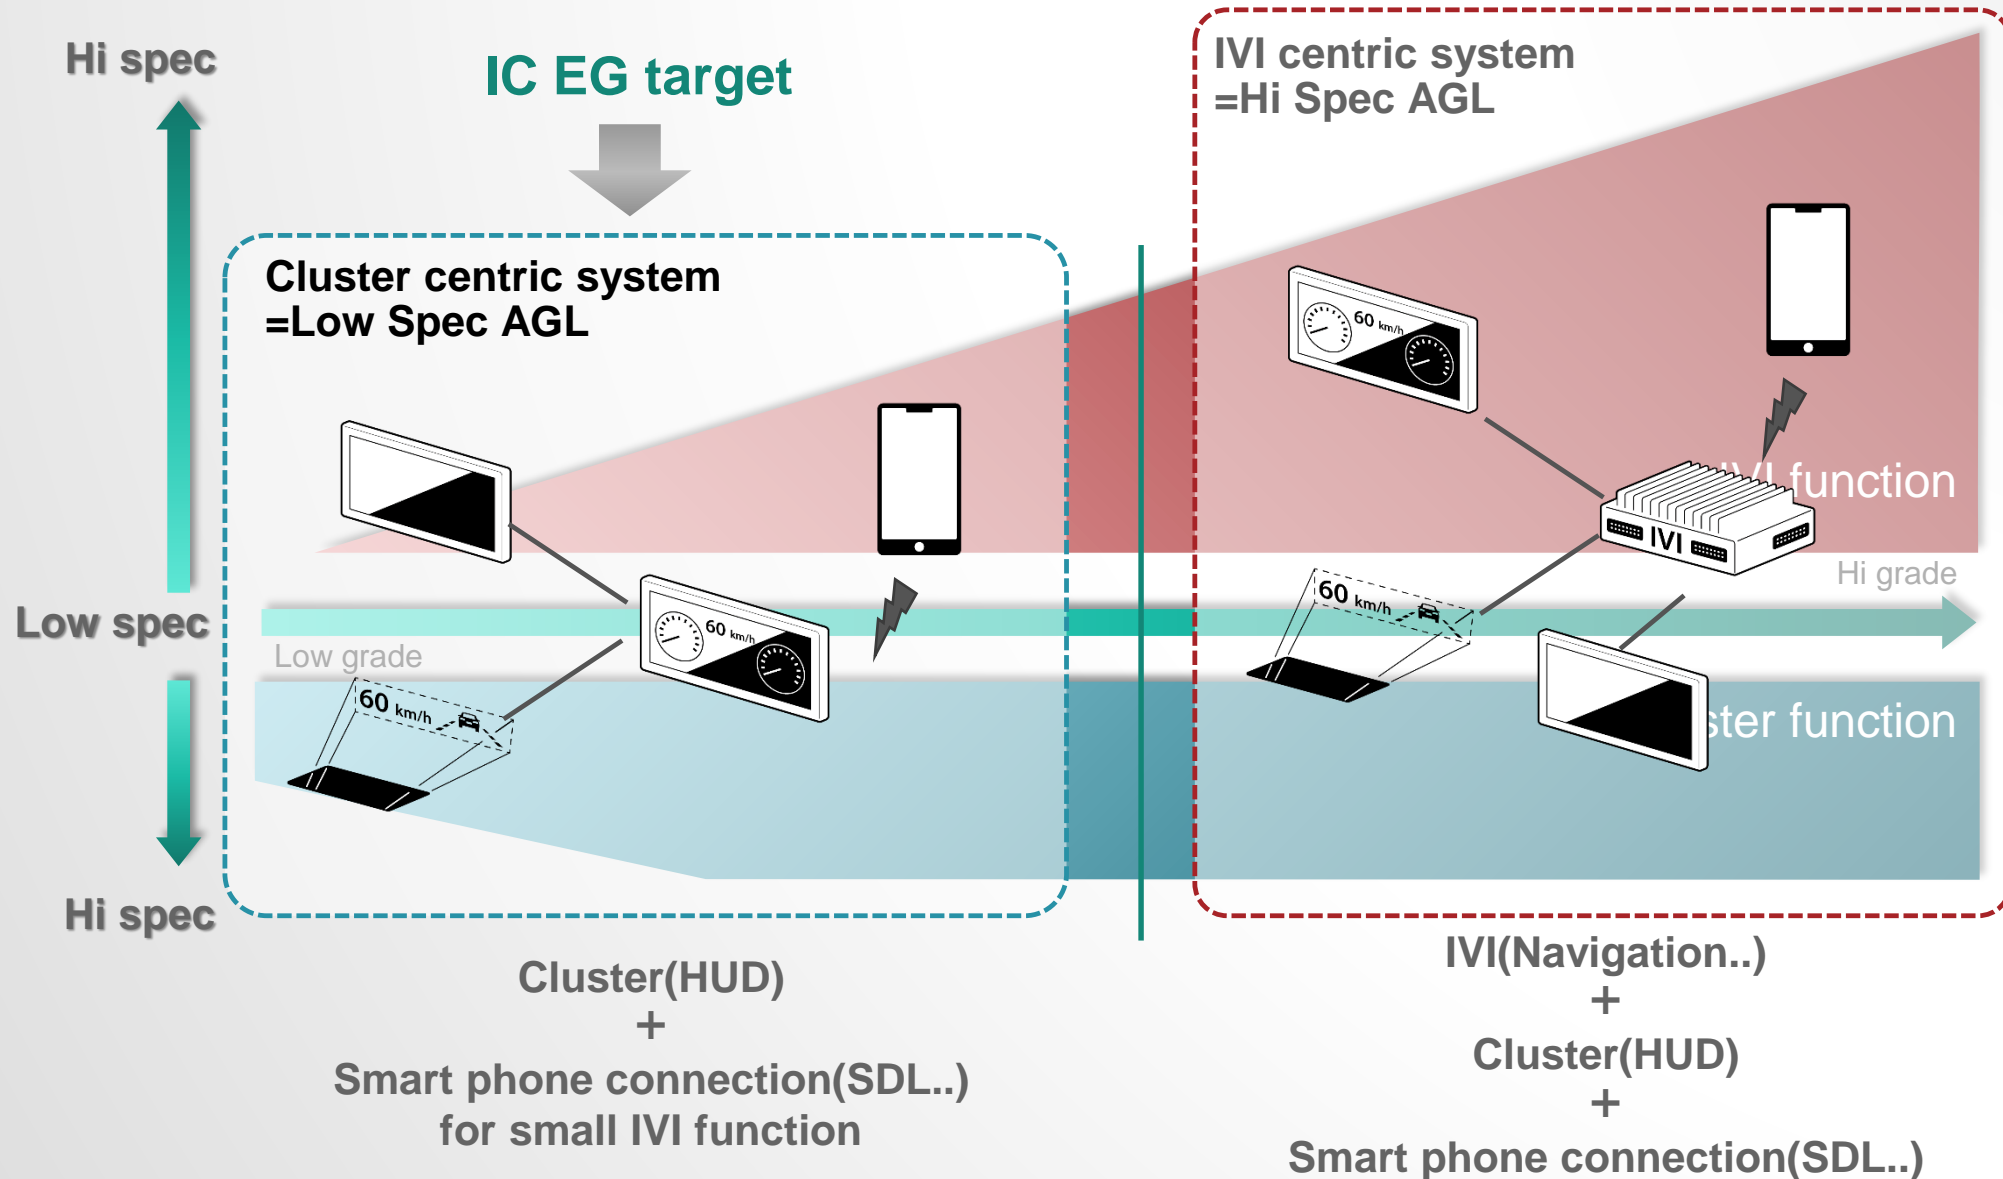 Hi spec
IC EG target
IVI centric system
=Hi Spec AGL
Cluster centric system
=Low Spec AGL
60 km/h
60 km/h
IVI function
IVI
Hi grade
60 km/h
Low spec
60 km/h
Low grade
ster function
Hi spec
Cluster(HUD)
+
Smart phone connection(SDL..)
for small IVI function
IVI(Navigation..)
+
Cluster(HUD)
+
Smart phone connection(SDL..)